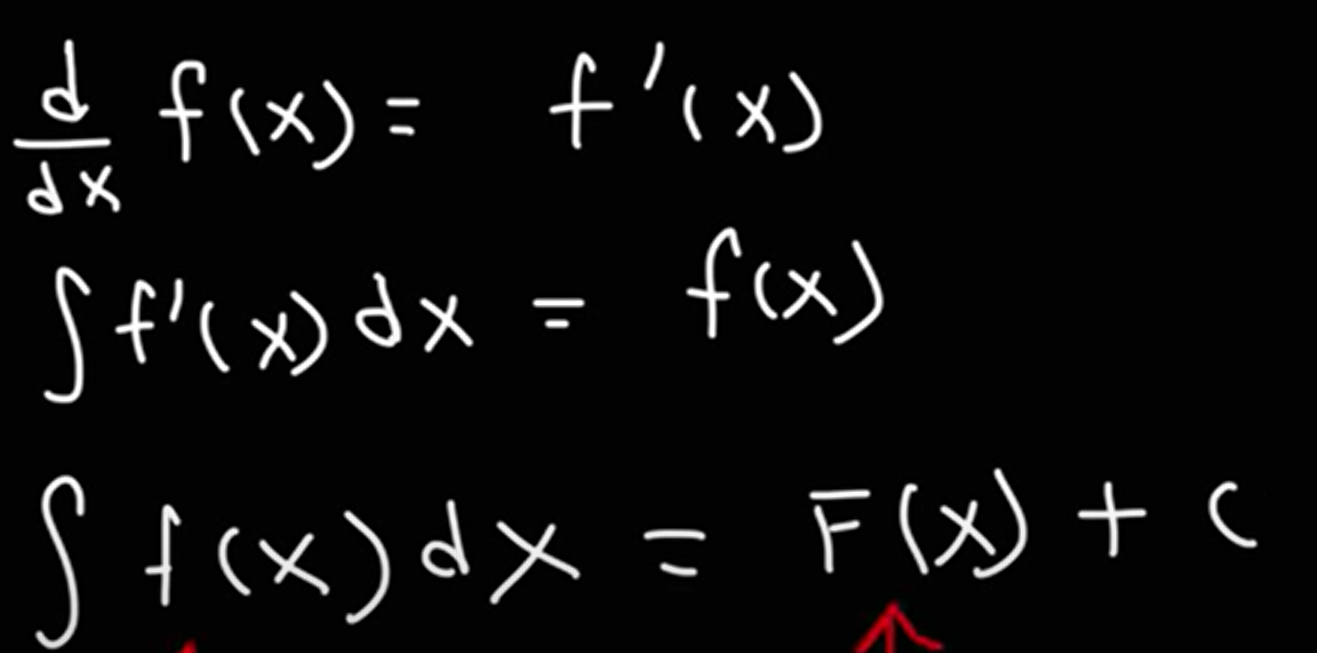 d/dx f(x) = f'(x)
∫ f'(x) dx = f(x)
∫ f(x) dx = F(x) + C